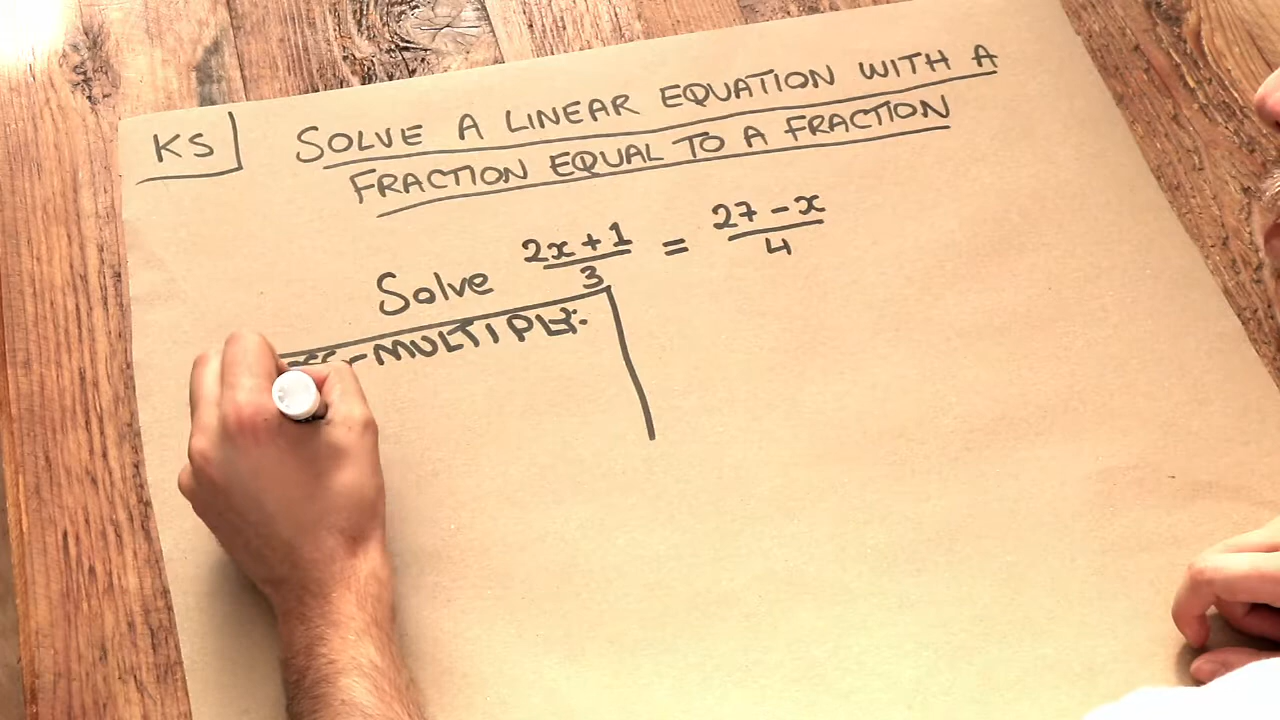 KS
SOLVE A LINEAR EQUATION WITH A
FRACTION EQUAL TO A FRACTION
Solve (2x + 1)/3 = (27 - x)/4
-MULTIPLY: